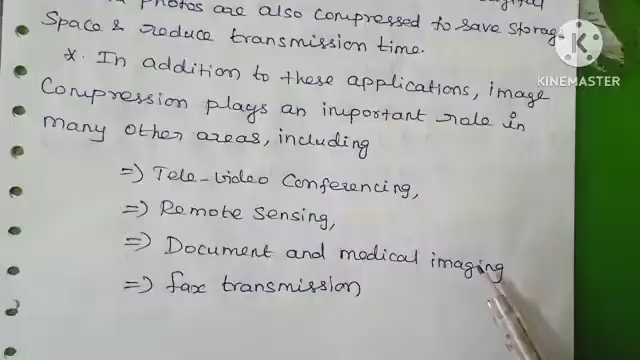 photos are also compressed to save storage
Space & reduce transmission time.
*. In addition to these applications, image
Compression plays an important role in
many other areas, including
=) Tele-video Conferencing,
=) Remote Sensing,
=) Document and medical imaging
=) fax transmission
KINEMASTER